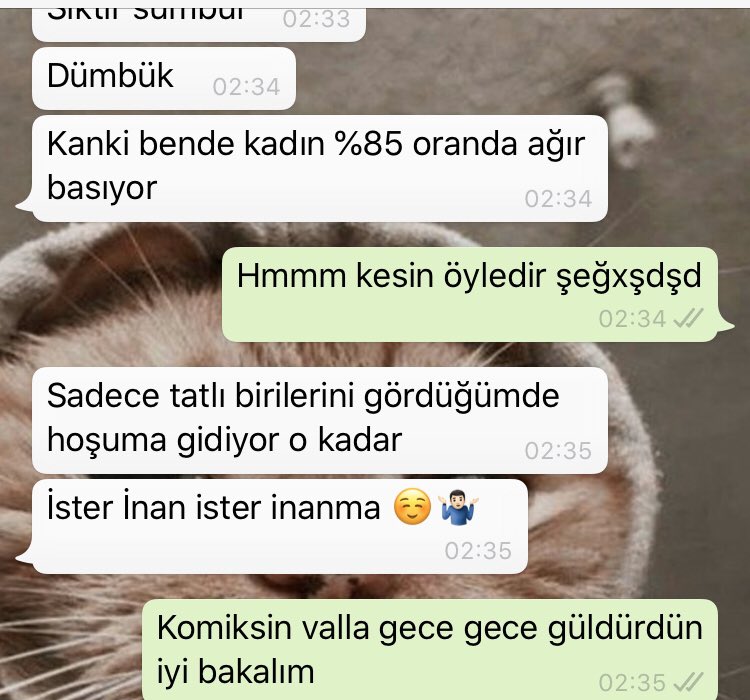 Siktir sümbül 02:33
Dümbük 02:34
Kanki bende kadın %85 oranda ağır
basıyor 02:34
Hmmm kesin öyledir şeğxşdşd
02:34
Sadece tatlı birilerini gördüğümde
hoşuma gidiyor o kadar 02:35
İster İnan ister inanma ☺️🤷🏻‍♂️
02:35
Komiksin valla gece gece güldürdün
iyi bakalım 02:35